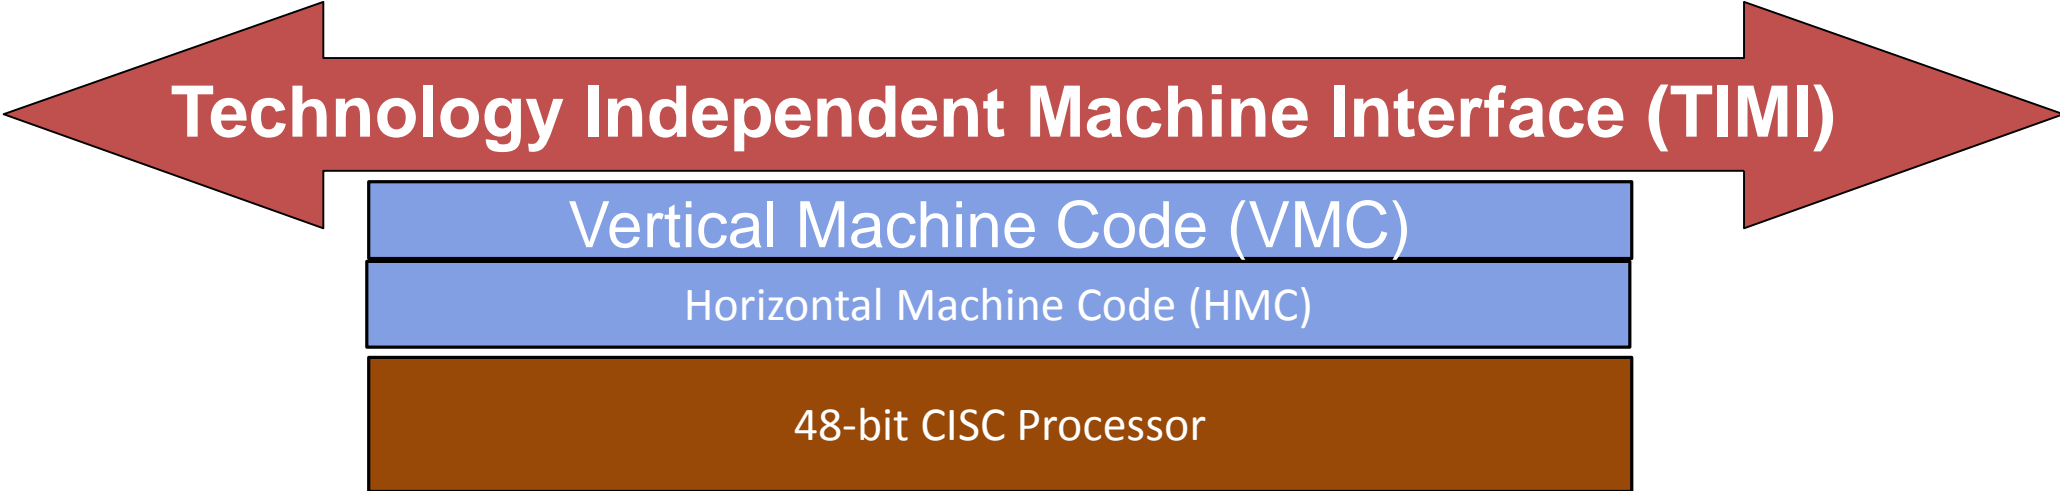 Technology Independent Machine Interface (TIMI)
Vertical Machine Code (VMC)
Horizontal Machine Code (HMC)
48-bit CISC Processor